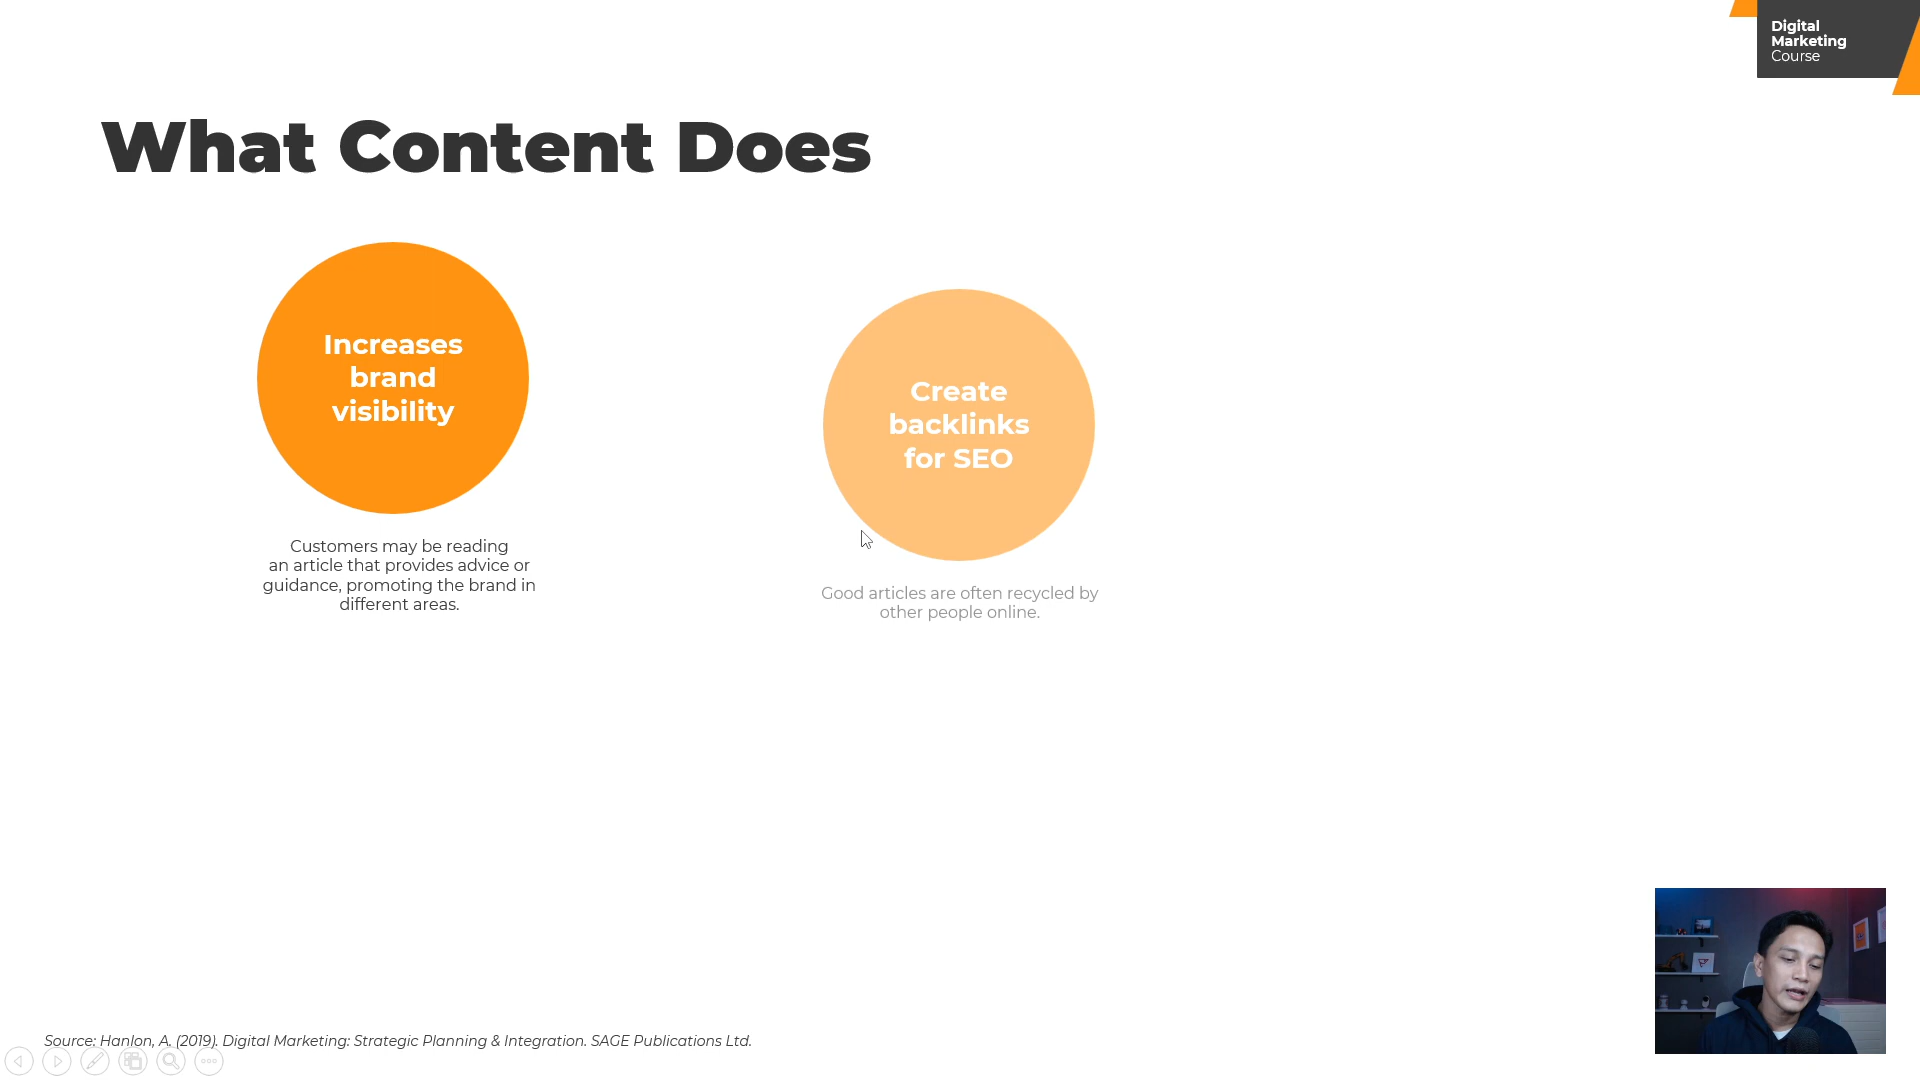 Digital
Marketing
Course
What Content Does
Increases
brand
visibility
Customers may be reading
an article that provides advice or
guidance, promoting the brand in
different areas.
Create
backlinks
for SEO
Good articles are often recycled by
other people online.
Source: Hanlon, A. (2019). Digital Marketing: Strategic Planning & Integration. SAGE Publications Ltd.